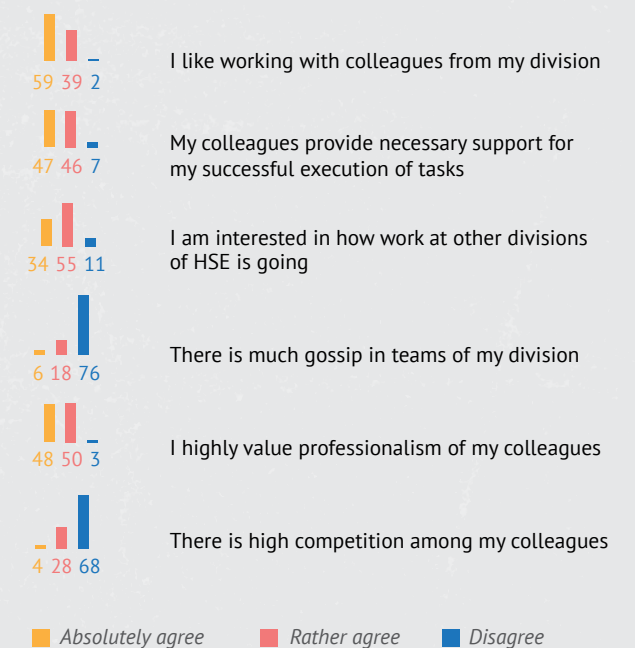 59 39 2
I like working with colleagues from my division
47 46 7
My colleagues provide necessary support for
my successful execution of tasks
34 55 11
I am interested in how work at other divisions
of HSE is going
6 18 76
There is much gossip in teams of my division
48 50 3
I highly value professionalism of my colleagues
4 28 68
There is high competition among my colleagues
Absolutely agree Rather agree Disagree